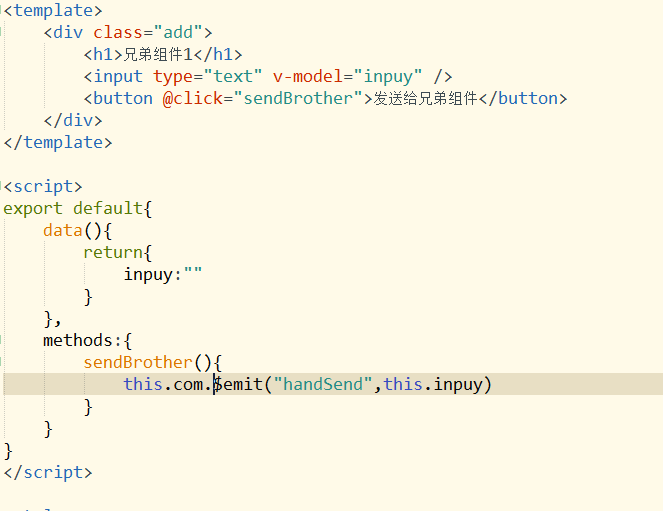 <template>
    <div class="add">
        <h1>兄弟组件1</h1>
        <input type="text" v-model="inpuy" />
        <button @click="sendBrother">发送给兄弟组件</button>
    </div>
</template>

<script>
export default{
    data(){
        return{
            inpuy:""
        }
    },
    methods:{
        sendBrother(){
            this.com.$emit("handSend",this.inpuy)
        }
    }
}
</script>